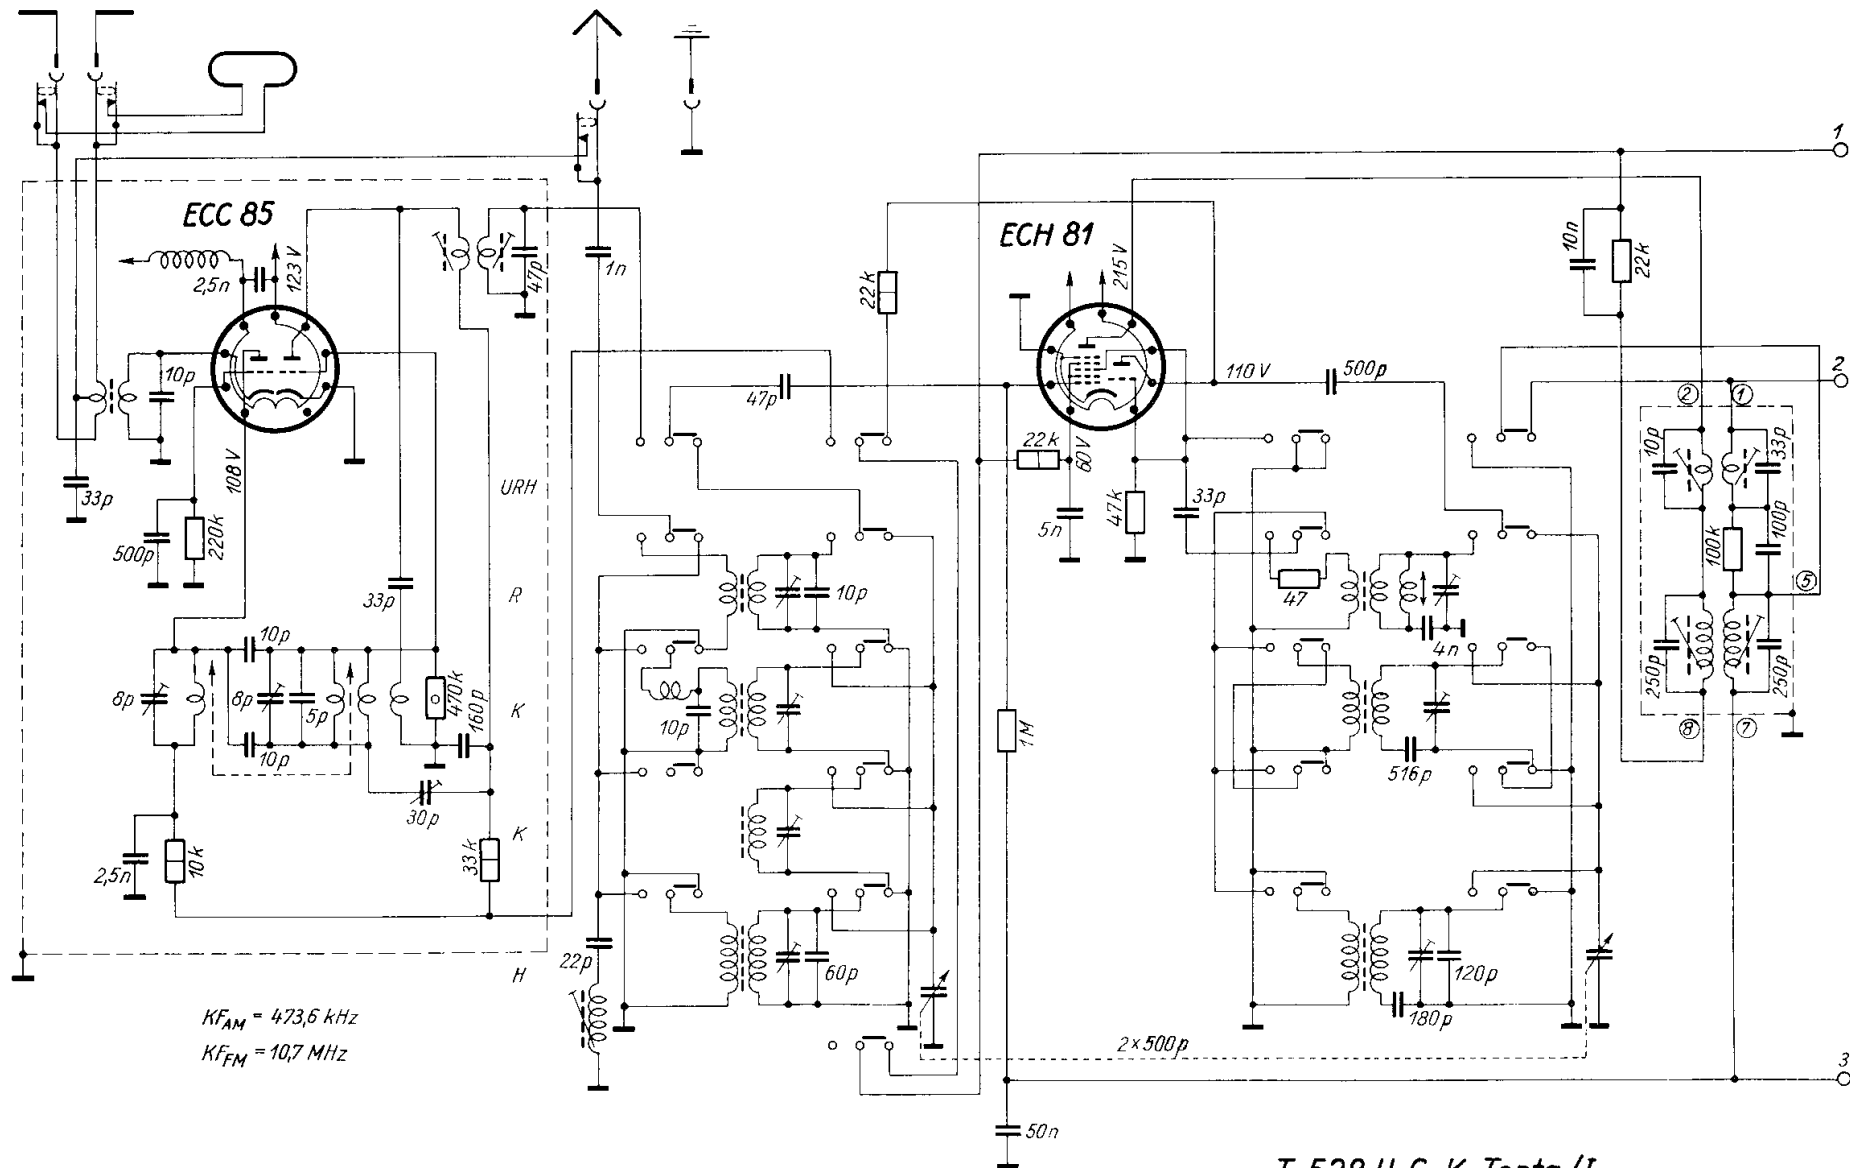 1
ECC 85
ECH 81
123 V
215 V
2,5n
47p
1n
22k
10n
22k
10p
110 V
500p
2
47p
② ①
108 V
22k
60 V
10p
33p
33p
URH
33p
5n
47k
100p
100k
500p
220k
⑤
33p
R
10p
47
4n
10p
8p
8p
5p
470k
160p
K
10p
250p
250p
10p
1M
516p
⑧ ⑦
30p
K
2,5n
10k
33k
22p
H
60p
120p
180p
KF_AM = 473,6 kHz
KF_FM = 10,7 MHz
2×500p
3
50n